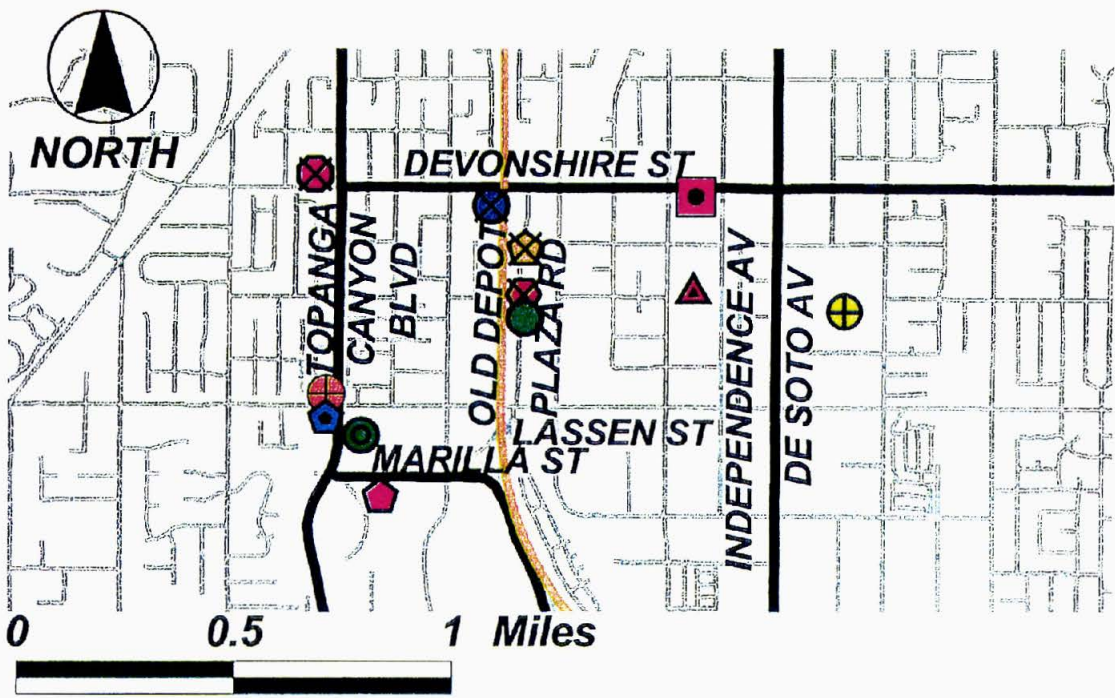 NORTH
DEVONSHIRE ST
TOPANGA
CANYON
BLVD
OLD DEPOT
PLAZA RD
INDEPENDENCE AV
DE SOTO AV
LASSEN ST
MARILLA ST
0 0.5 1 Miles